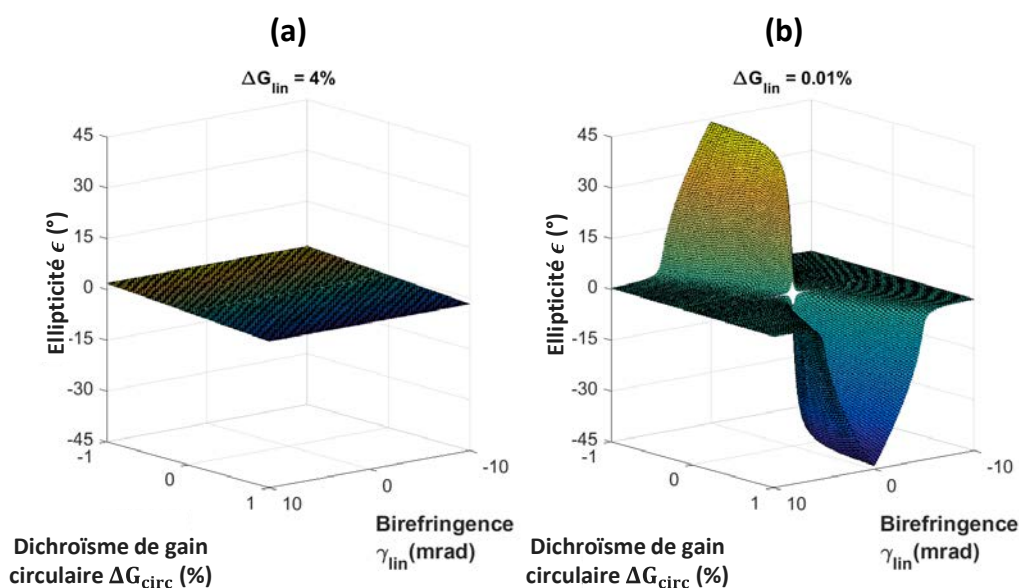 (a)
ΔG_lin = 4%
45
30
15
0
-15
-30
-45
Ellipticité ϵ (°)
-1
0
1
10
0
-10
Dichroïsme de gain
circulaire ΔG_circ (%)
Birefringence
γ_lin(mrad)
(b)
ΔG_lin = 0.01%
45
30
15
0
-15
-30
-45
Ellipticité ϵ (°)
-1
0
1
10
0
-10
Dichroïsme de gain
circulaire ΔG_circ (%)
Birefringence
γ_lin(mrad)